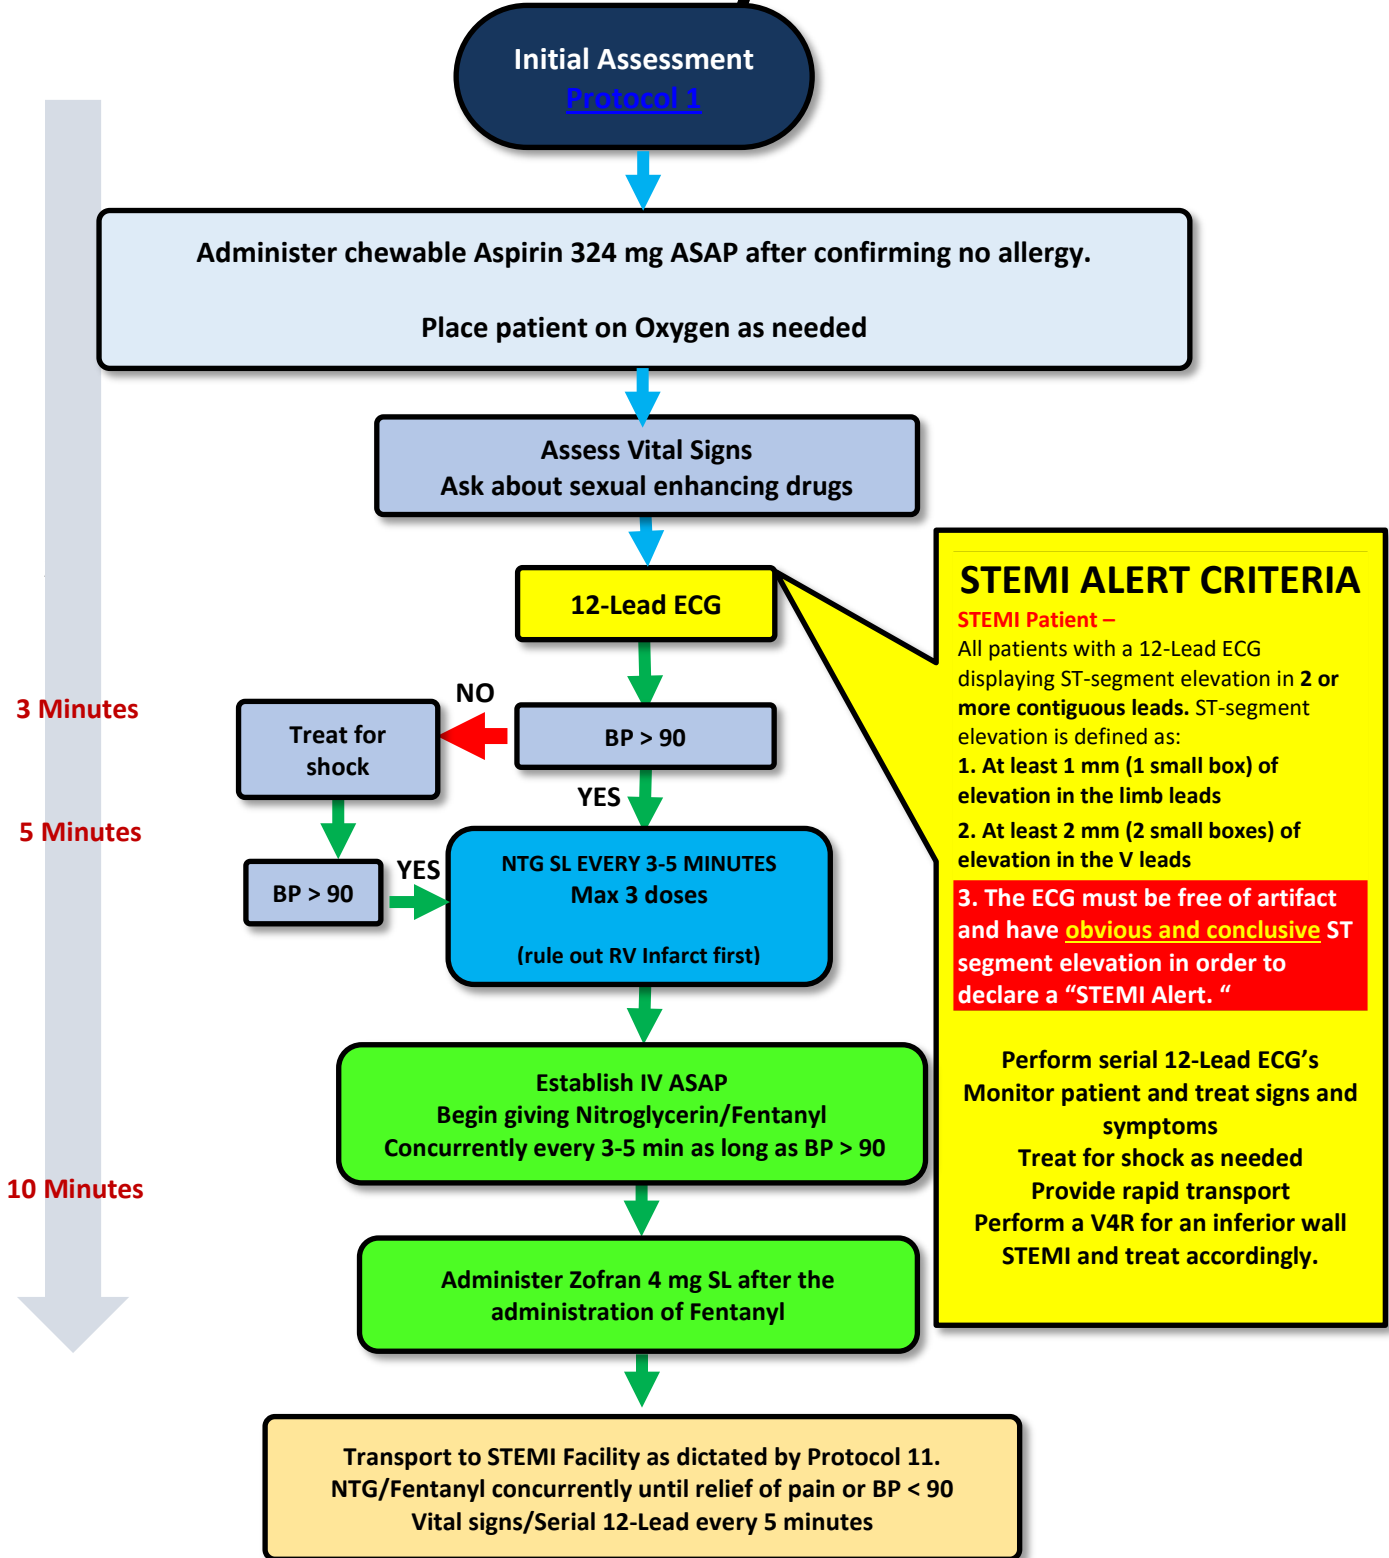 Initial Assessment
Protocol 1
Administer chewable Aspirin 324 mg ASAP after confirming no allergy.
Place patient on Oxygen as needed
Assess Vital Signs
Ask about sexual enhancing drugs
12-Lead ECG
3 Minutes
NO
Treat for
shock
BP > 90
YES
5 Minutes
BP > 90
YES
NTG SL EVERY 3-5 MINUTES
Max 3 doses
(rule out RV Infarct first)
Establish IV ASAP
Begin giving Nitroglycerin/Fentanyl
Concurrently every 3-5 min as long as BP > 90
10 Minutes
Administer Zofran 4 mg SL after the
administration of Fentanyl
Transport to STEMI Facility as dictated by Protocol 11.
NTG/Fentanyl concurrently until relief of pain or BP < 90
Vital signs/Serial 12-Lead every 5 minutes
STEMI ALERT CRITERIA
STEMI Patient –
All patients with a 12-Lead ECG
displaying ST-segment elevation in 2 or
more contiguous leads. ST-segment
elevation is defined as:
1. At least 1 mm (1 small box) of
elevation in the limb leads
2. At least 2 mm (2 small boxes) of
elevation in the V leads
3. The ECG must be free of artifact
and have obvious and conclusive ST
segment elevation in order to
declare a “STEMI Alert. “
Perform serial 12-Lead ECG’s
Monitor patient and treat signs and
symptoms
Treat for shock as needed
Provide rapid transport
Perform a V4R for an inferior wall
STEMI and treat accordingly.